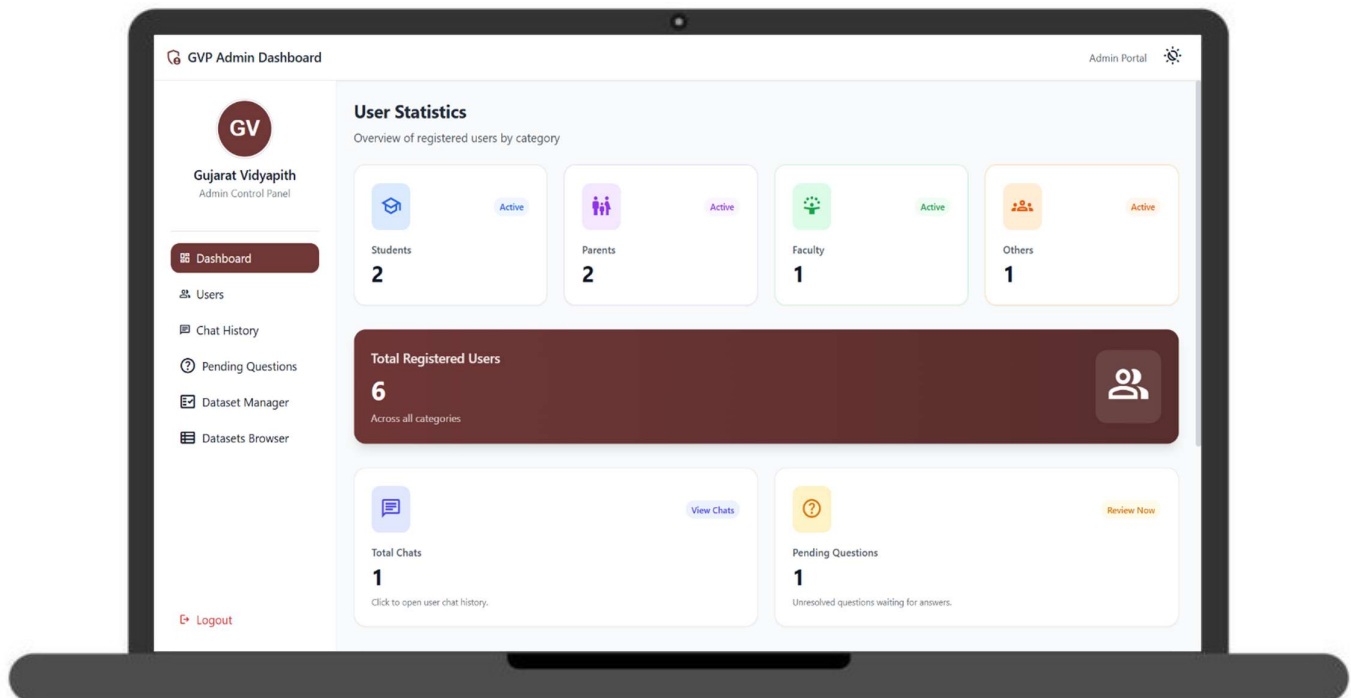 GVP Admin Dashboard
Admin Portal
GV
Gujarat Vidyapith
Admin Control Panel
Dashboard
Users
Chat History
Pending Questions
Dataset Manager
Datasets Browser
Logout
User Statistics
Overview of registered users by category
Active
Students
2
Active
Parents
2
Active
Faculty
1
Active
Others
1
Total Registered Users
6
Across all categories
View Chats
Total Chats
1
Click to open user chat history.
Review Now
Pending Questions
1
Unresolved questions waiting for answers.